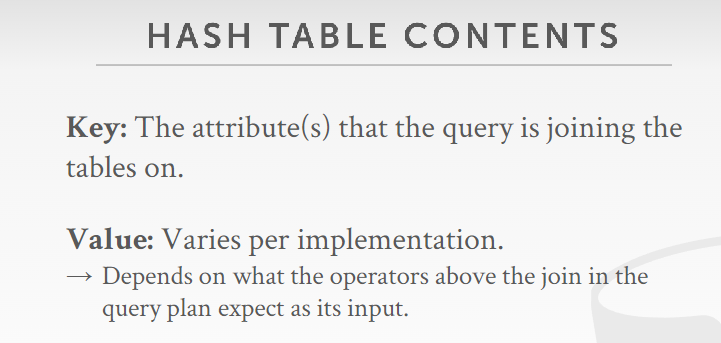 HASH TABLE CONTENTS
Key: The attribute(s) that the query is joining the
tables on.
Value: Varies per implementation.
→ Depends on what the operators above the join in the
query plan expect as its input.